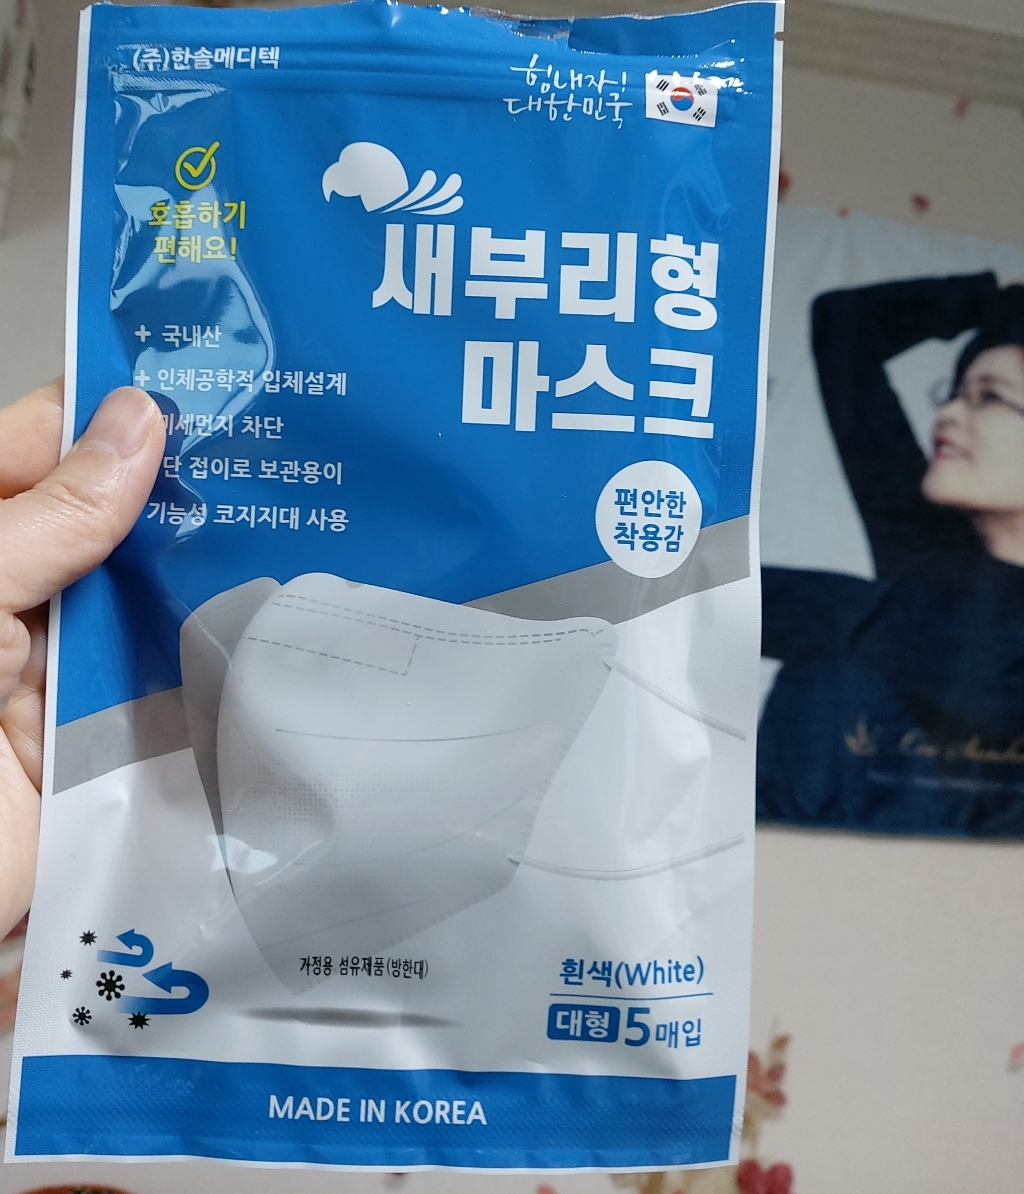 (주)한솔메디텍
힘내자!
대한민국
호흡하기
편해요!
새부리형
마스크
+ 국내산
+ 인체공학적 입체설계
미세먼지 차단
단 접이로 보관용이
기능성 코지지대 사용
편안한
착용감
가정용 섬유제품(방한대)
흰색(White)
대형 5매입
MADE IN KOREA